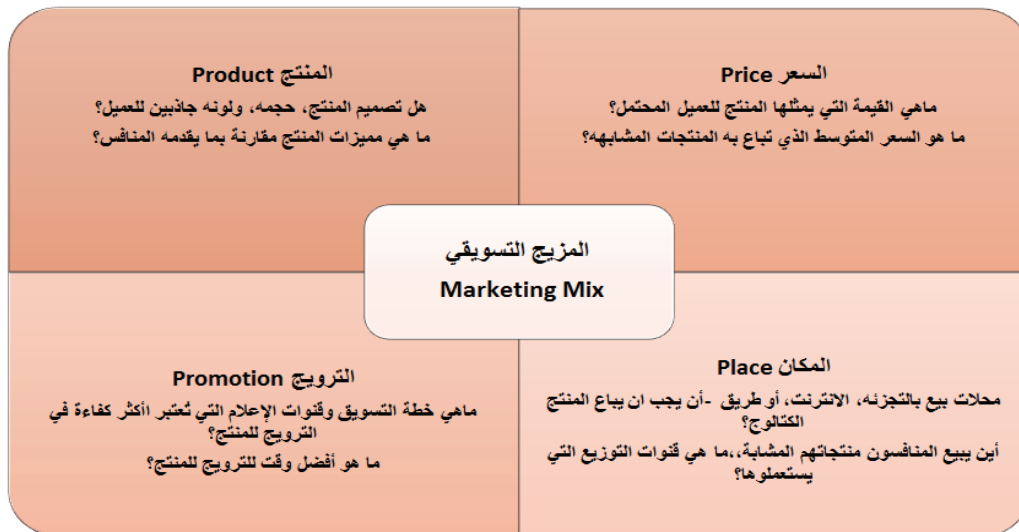 المنتج Product
هل تصميم المنتج، حجمه، ولونه جاذبين للعميل؟
ما هي مميزات المنتج مقارنة بما يقدمه المنافس؟
السعر Price
ماهي القيمة التي يمثلها المنتج للعميل المحتمل؟
ما هو السعر المتوسط الذي تباع به المنتجات المشابهه؟
المزيج التسويقي
Marketing Mix
الترويج Promotion
ماهي خطة التسويق وقنوات الإعلام التي تُعتبر اأكثر كفاءة في
الترويج للمنتج؟
ما هو أفضل وقت للترويج للمنتج؟
المكان Place
محلات بيع بالتجزئه، الانترنت، أو طريق -أن يجب ان يباع المنتج
الكتالوج؟
أين يبيع المنافسون منتجاتهم المشابة،،ما هي قنوات التوزيع التي
يستعملوها؟